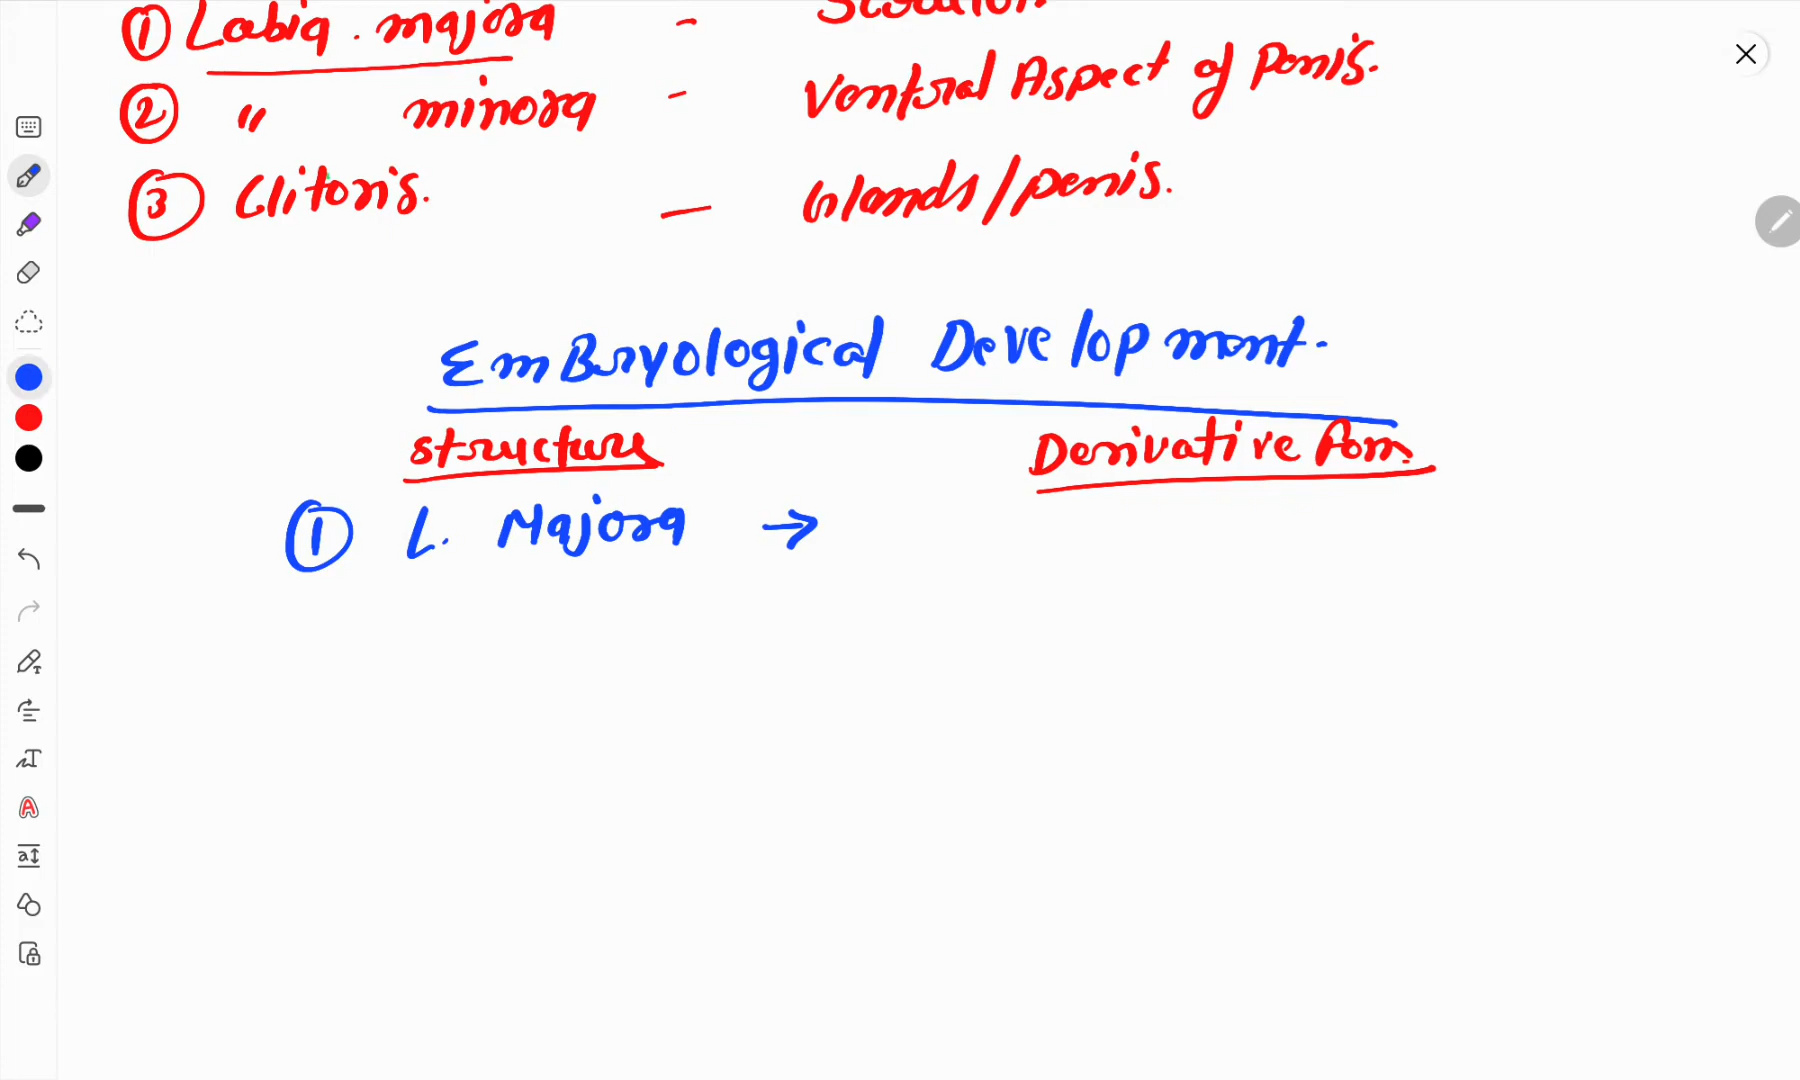 ① Labia. majora - Scrotum
② " minora - Ventral Aspect of Penis.
③ Clitoris. — Glands/penis.
EmBryological Development.
structure Derivative from.
① L. Majora →